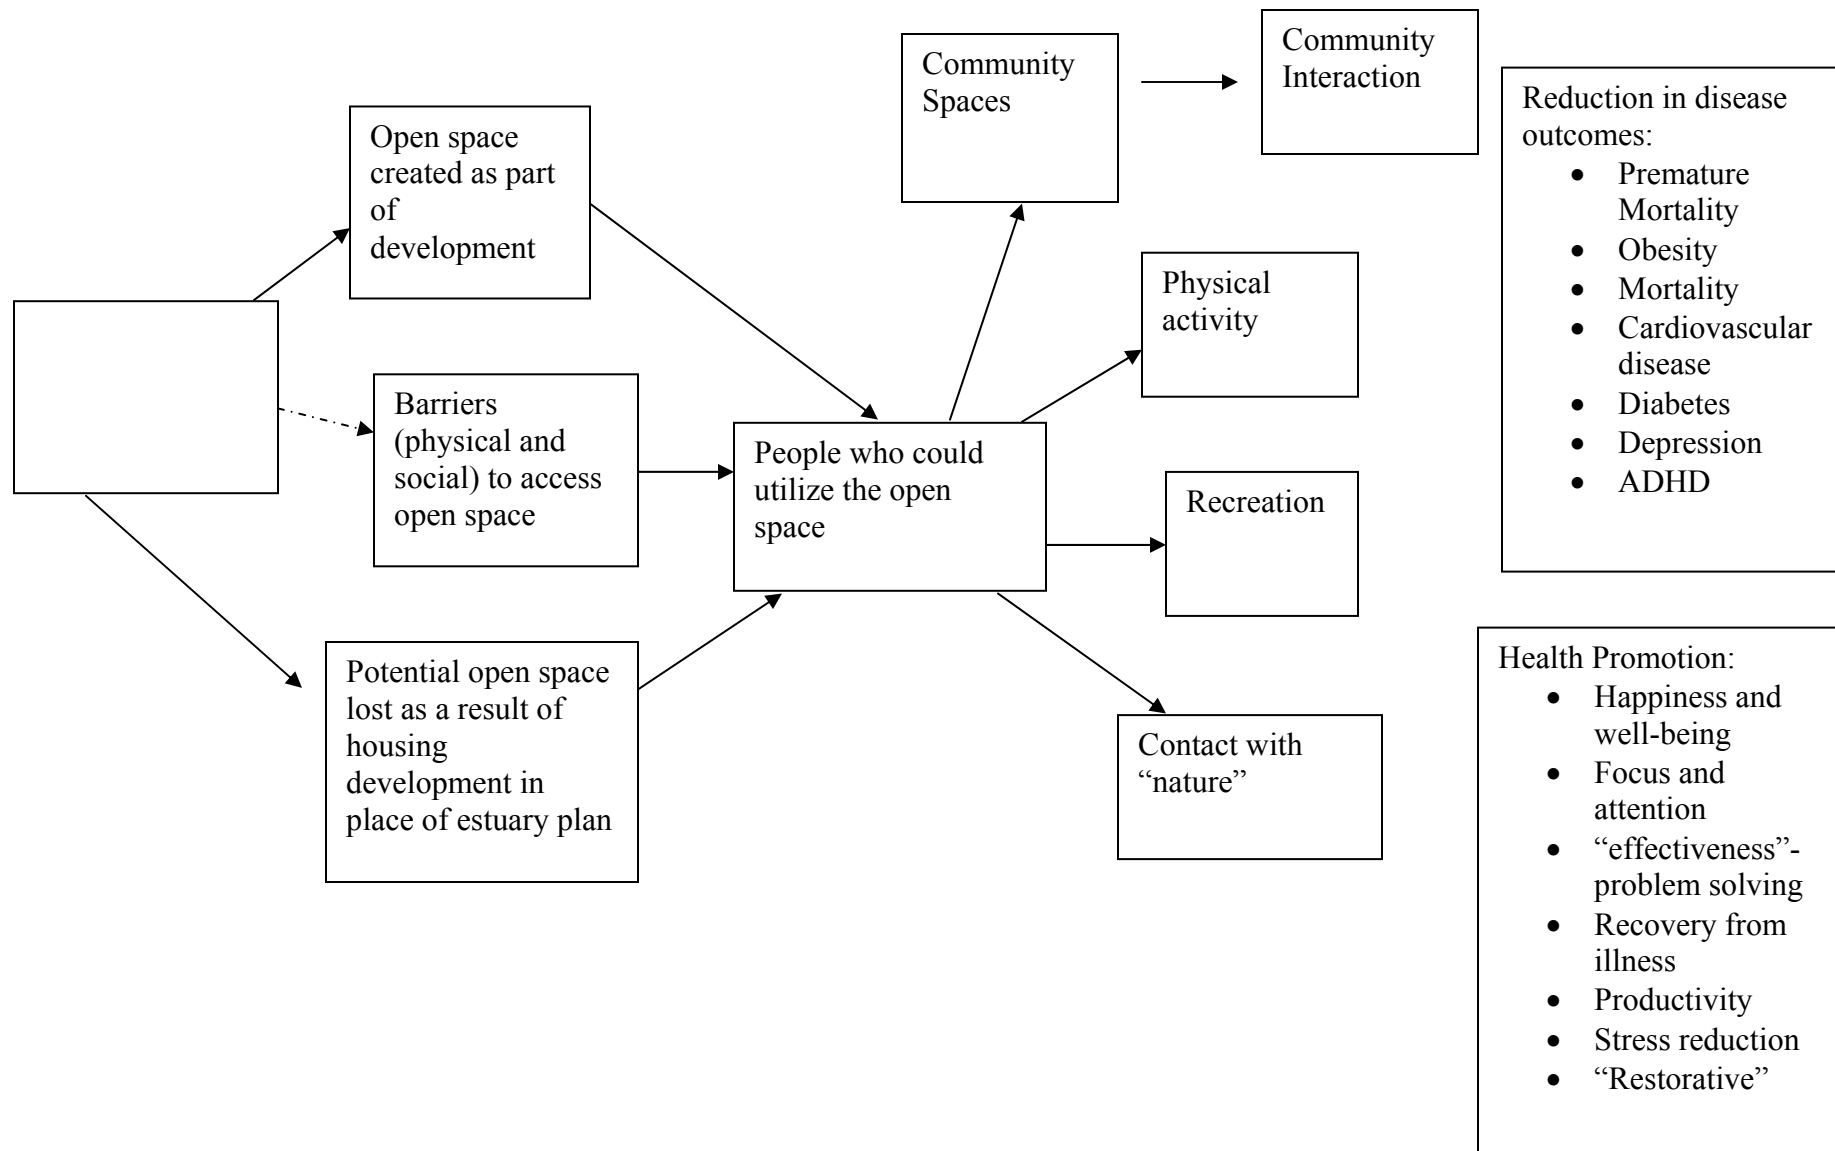 Community
Spaces
Community
Interaction
Reduction in disease
outcomes:
• Premature
Mortality
• Obesity
• Mortality
• Cardiovascular
disease
• Diabetes
• Depression
• ADHD
Open space
created as part
of
development
Physical
activity
Barriers
(physical and
social) to access
open space
People who could
utilize the open
space
Recreation
Potential open space
lost as a result of
housing
development in
place of estuary plan
Contact with
“nature”
Health Promotion:
• Happiness and
well-being
• Focus and
attention
• “effectiveness”-
problem solving
• Recovery from
illness
• Productivity
• Stress reduction
• “Restorative”